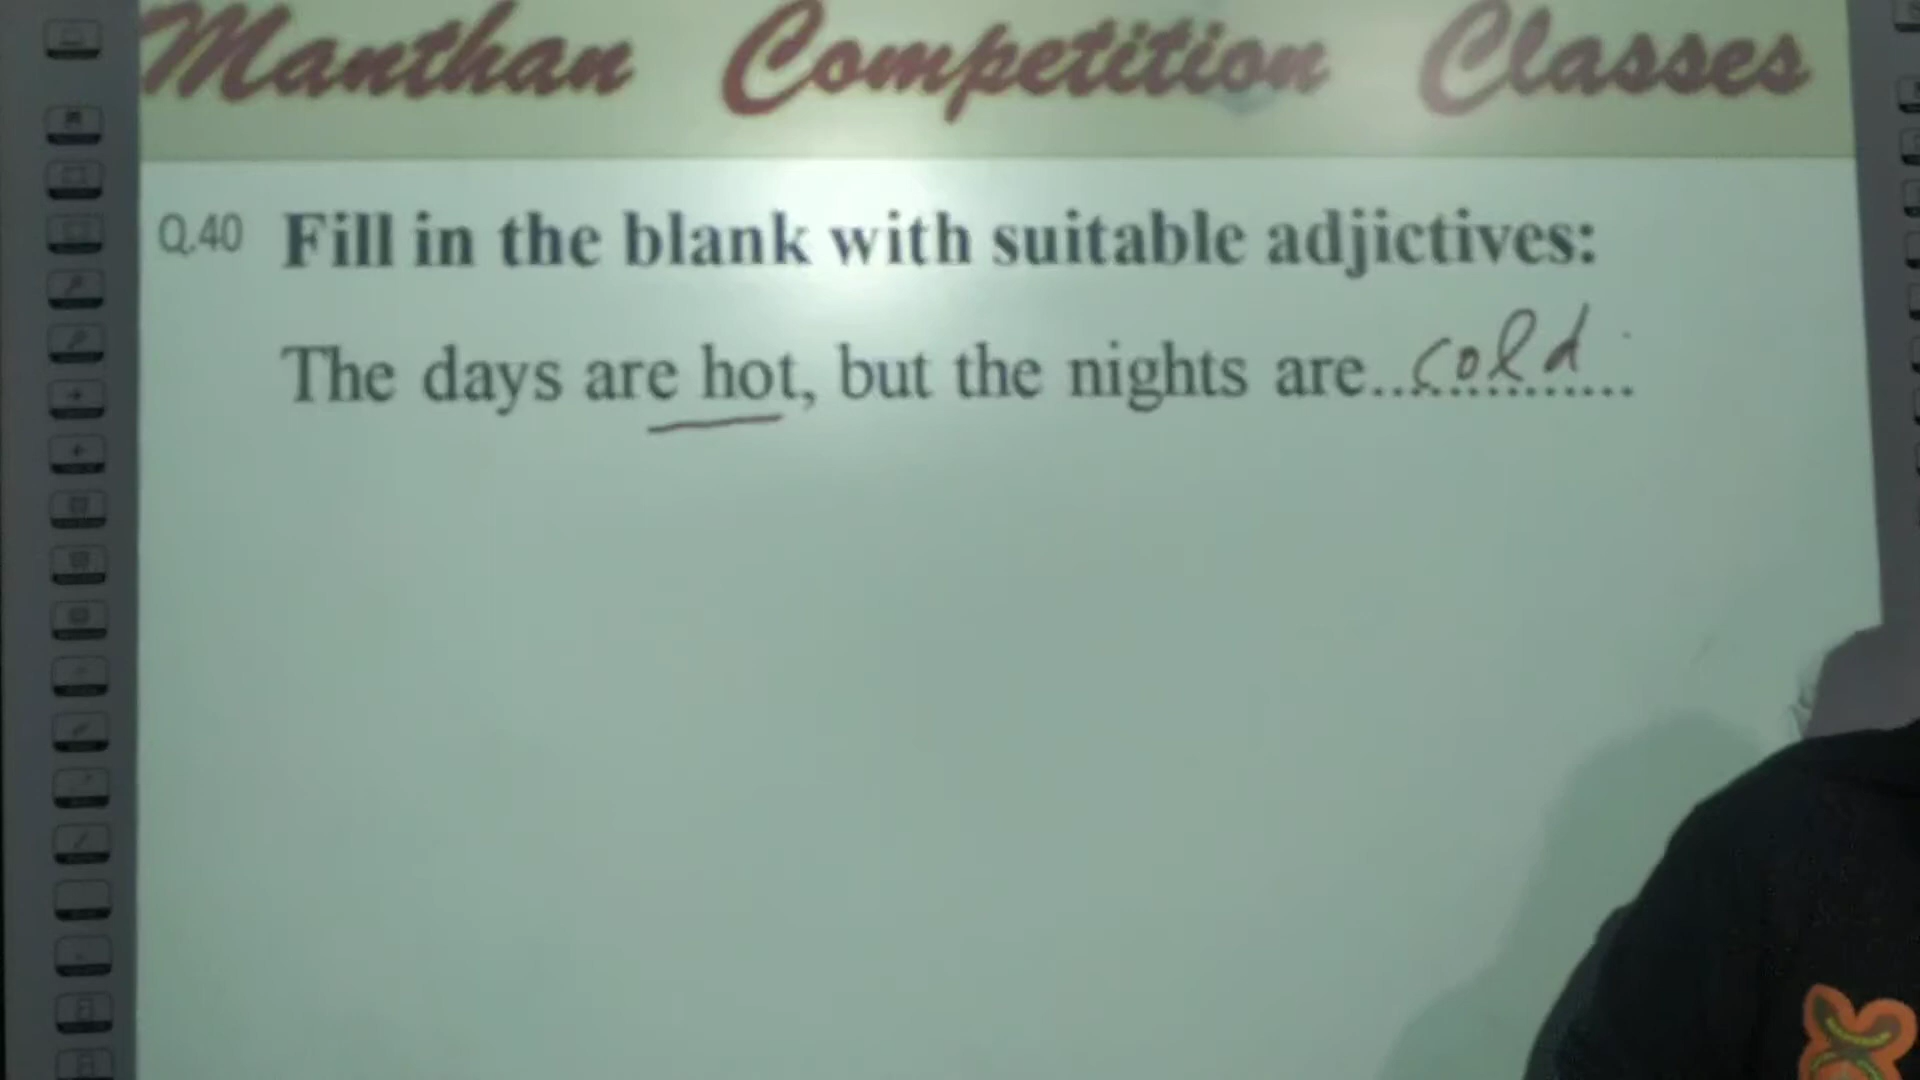 Manthan Competition Classes
Q.40 Fill in the blank with suitable adjictives:
The days are hot, but the nights are..cold............